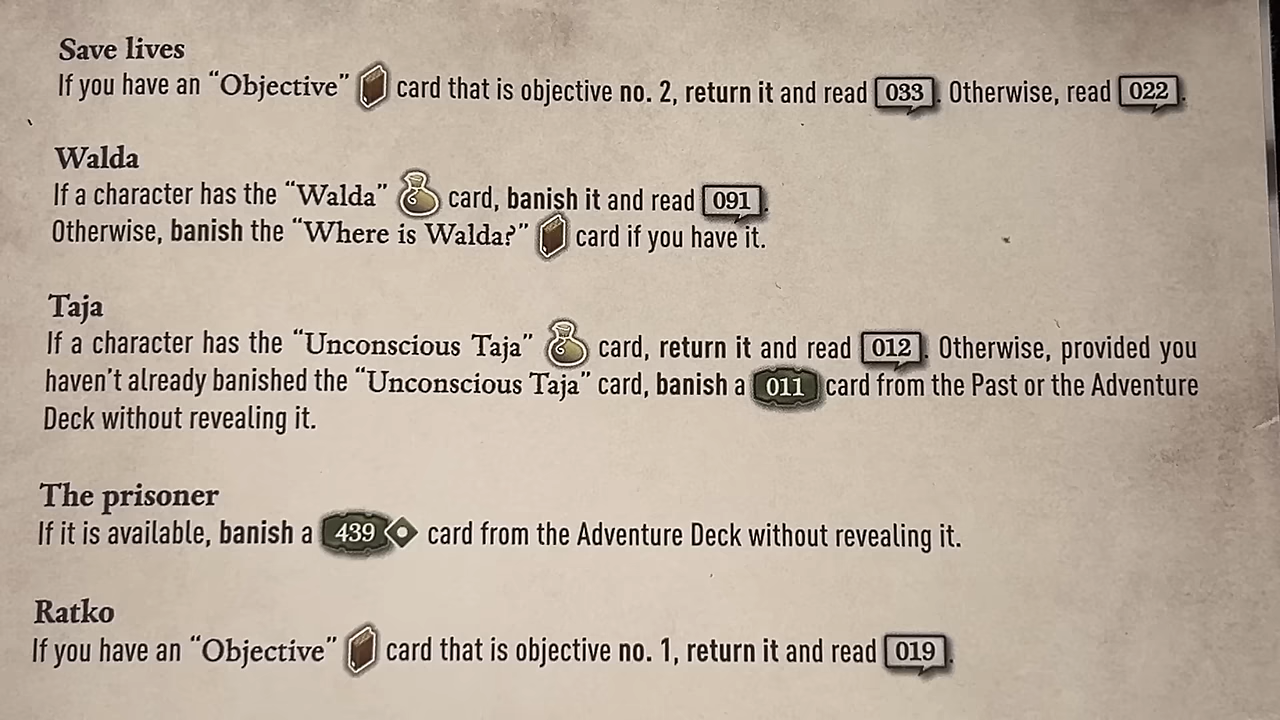 Save lives
If you have an “Objective” card that is objective no. 2, return it and read 033. Otherwise, read 022.
Walda
If a character has the “Walda” card, banish it and read 091.
Otherwise, banish the “Where is Walda?” card if you have it.
Taja
If a character has the “Unconscious Taja” card, return it and read 012. Otherwise, provided you
haven’t already banished the “Unconscious Taja” card, banish a 011 card from the Past or the Adventure
Deck without revealing it.
The prisoner
If it is available, banish a 439 card from the Adventure Deck without revealing it.
Ratko
If you have an “Objective” card that is objective no. 1, return it and read 019.